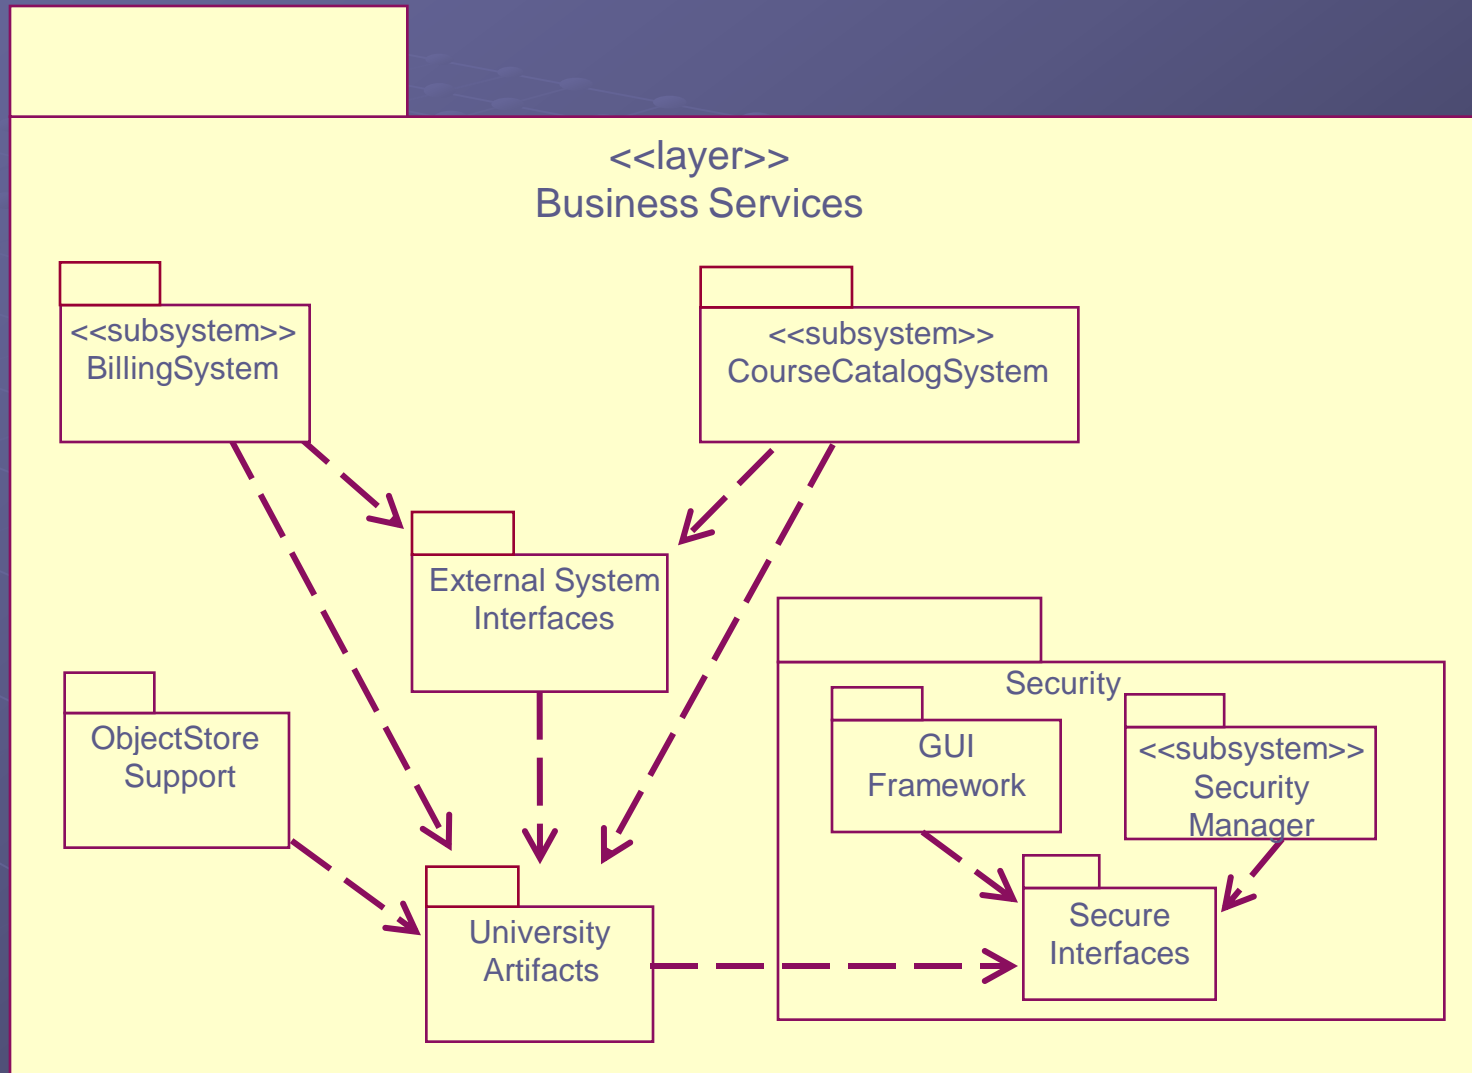 <<layer>>
Business Services
<<subsystem>>
BillingSystem
<<subsystem>>
CourseCatalogSystem
External System
Interfaces
ObjectStore
Support
Security
GUI
Framework
<<subsystem>>
Security
Manager
University
Artifacts
Secure
Interfaces